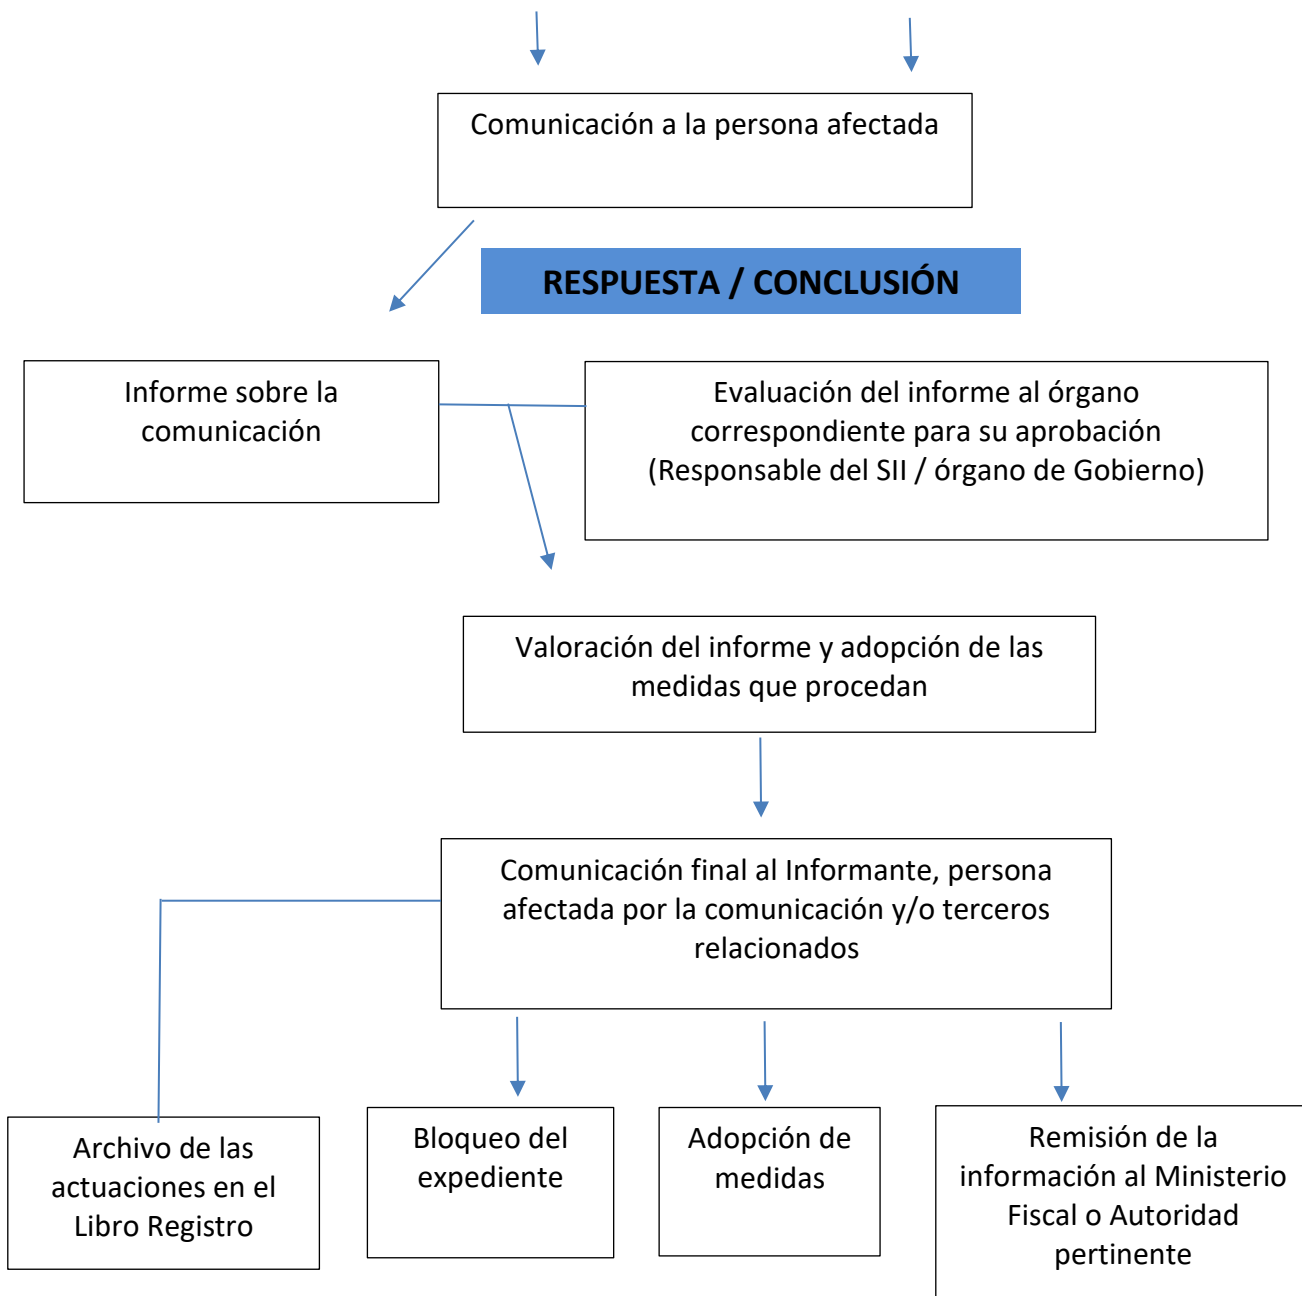 Comunicación a la persona afectada
RESPUESTA / CONCLUSIÓN
Informe sobre la
comunicación
Evaluación del informe al órgano
correspondiente para su aprobación
(Responsable del SII / órgano de Gobierno)
Valoración del informe y adopción de las
medidas que procedan
Comunicación final al Informante, persona
afectada por la comunicación y/o terceros
relacionados
Archivo de las
actuaciones en el
Libro Registro
Bloqueo del
expediente
Adopción de
medidas
Remisión de la
información al Ministerio
Fiscal o Autoridad
pertinente